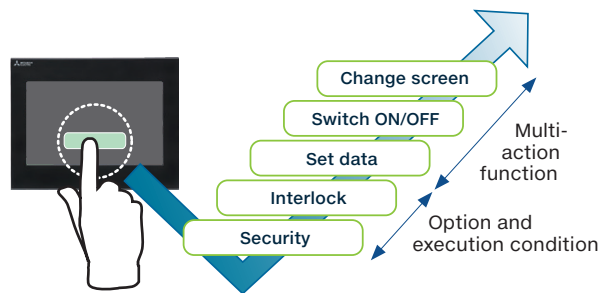 Change screen
Switch ON/OFF
Set data
Interlock
Security
Multi-
action
function
Option and
execution condition